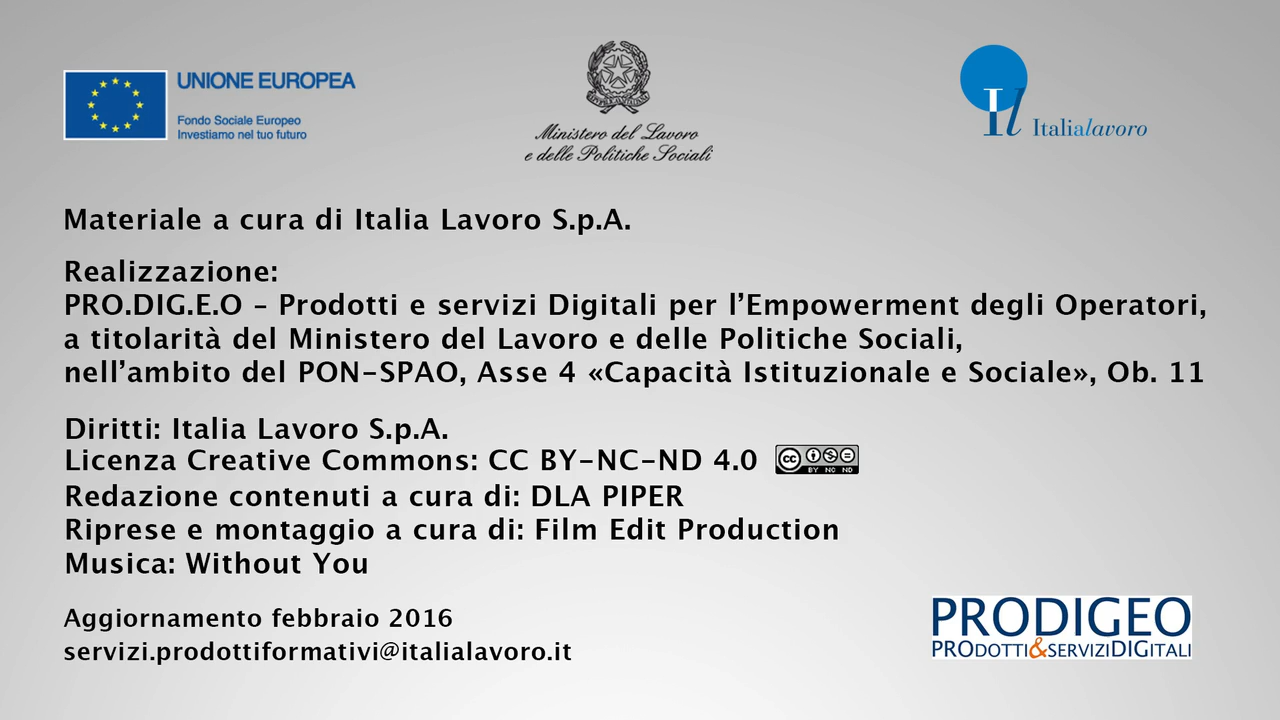 UNIONE EUROPEA
Fondo Sociale Europeo
Investiamo nel tuo futuro
Ministero del Lavoro
e delle Politiche Sociali
Il Italialavoro
Materiale a cura di Italia Lavoro S.p.A.
Realizzazione:
PRO.DIG.E.O – Prodotti e servizi Digitali per l’Empowerment degli Operatori,
a titolarità del Ministero del Lavoro e delle Politiche Sociali,
nell’ambito del PON-SPAO, Asse 4 «Capacità Istituzionale e Sociale», Ob. 11
Diritti: Italia Lavoro S.p.A.
Licenza Creative Commons: CC BY-NC-ND 4.0
cc BY NC ND
Redazione contenuti a cura di: DLA PIPER
Riprese e montaggio a cura di: Film Edit Production
Musica: Without You
Aggiornamento febbraio 2016
servizi.prodottiformativi@italialavoro.it
PRODIGEO
PRODOTTI&SERVIZIDIGITALI